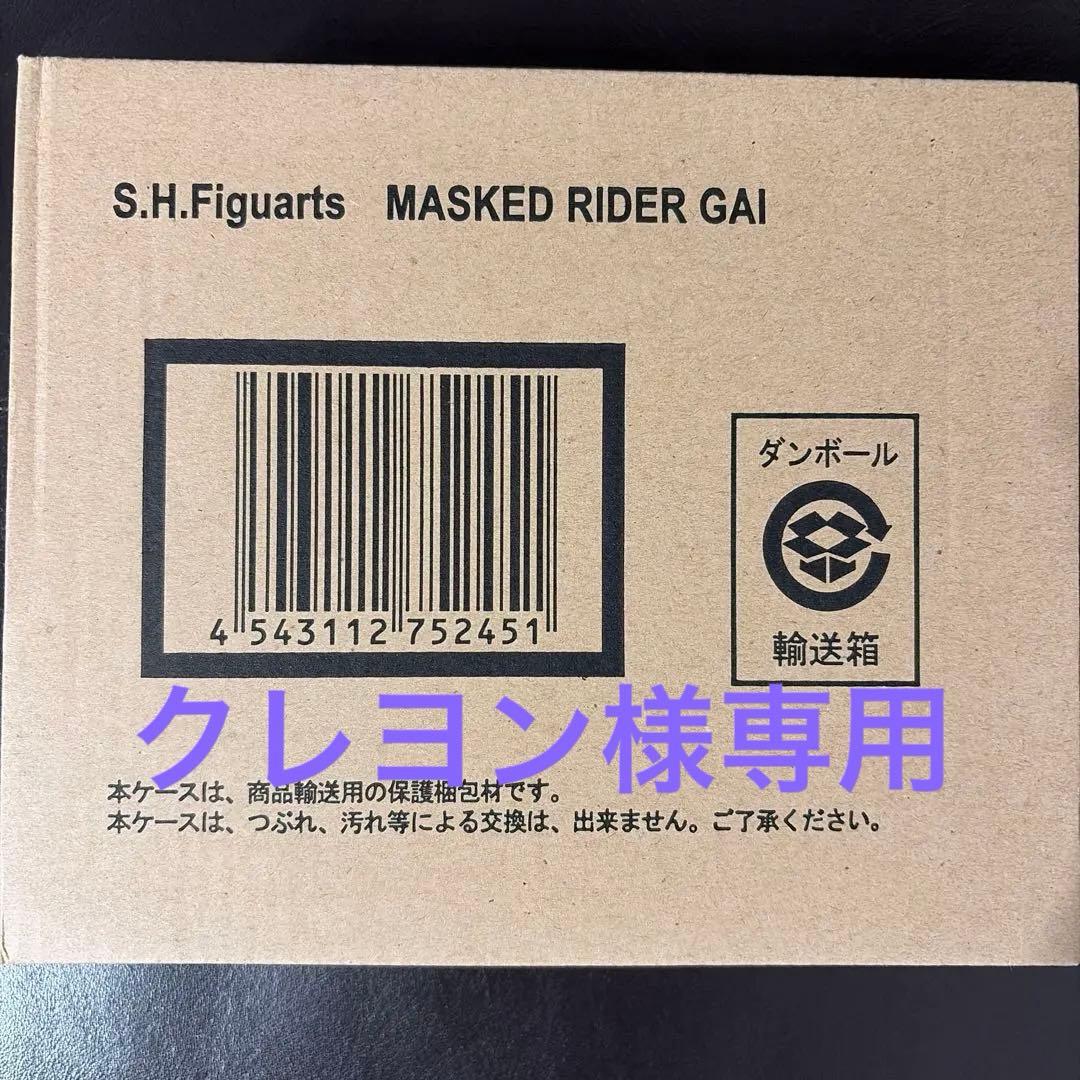 S.H.Figuarts MASKED RIDER GAI
ダンボール
4 543112 752451
輸送箱
クレヨン様専用
本ケースは、商品輸送用の保護梱包材です。
本ケースは、つぶれ、汚れ等による交換は、出来ません。ご了承ください。